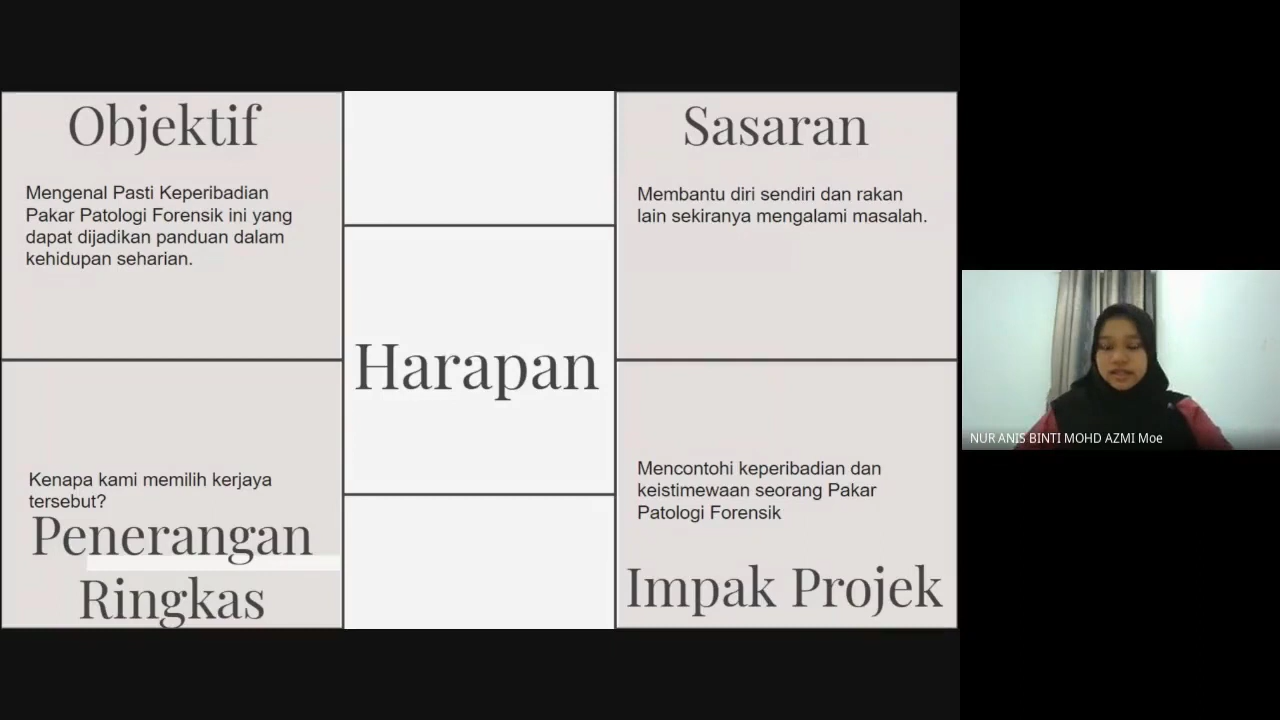 Objektif
Mengenal Pasti Keperibadian
Pakar Patologi Forensik ini yang
dapat dijadikan panduan dalam
kehidupan seharian.
Kenapa kami memilih kerjaya
tersebut?
Penerangan
Ringkas
Harapan
Sasaran
Membantu diri sendiri dan rakan
lain sekiranya mengalami masalah.
Mencontohi keperibadian dan
keistimewaan seorang Pakar
Patologi Forensik
Impak Projek
NUR ANIS BINTI MOHD AZMI Moe